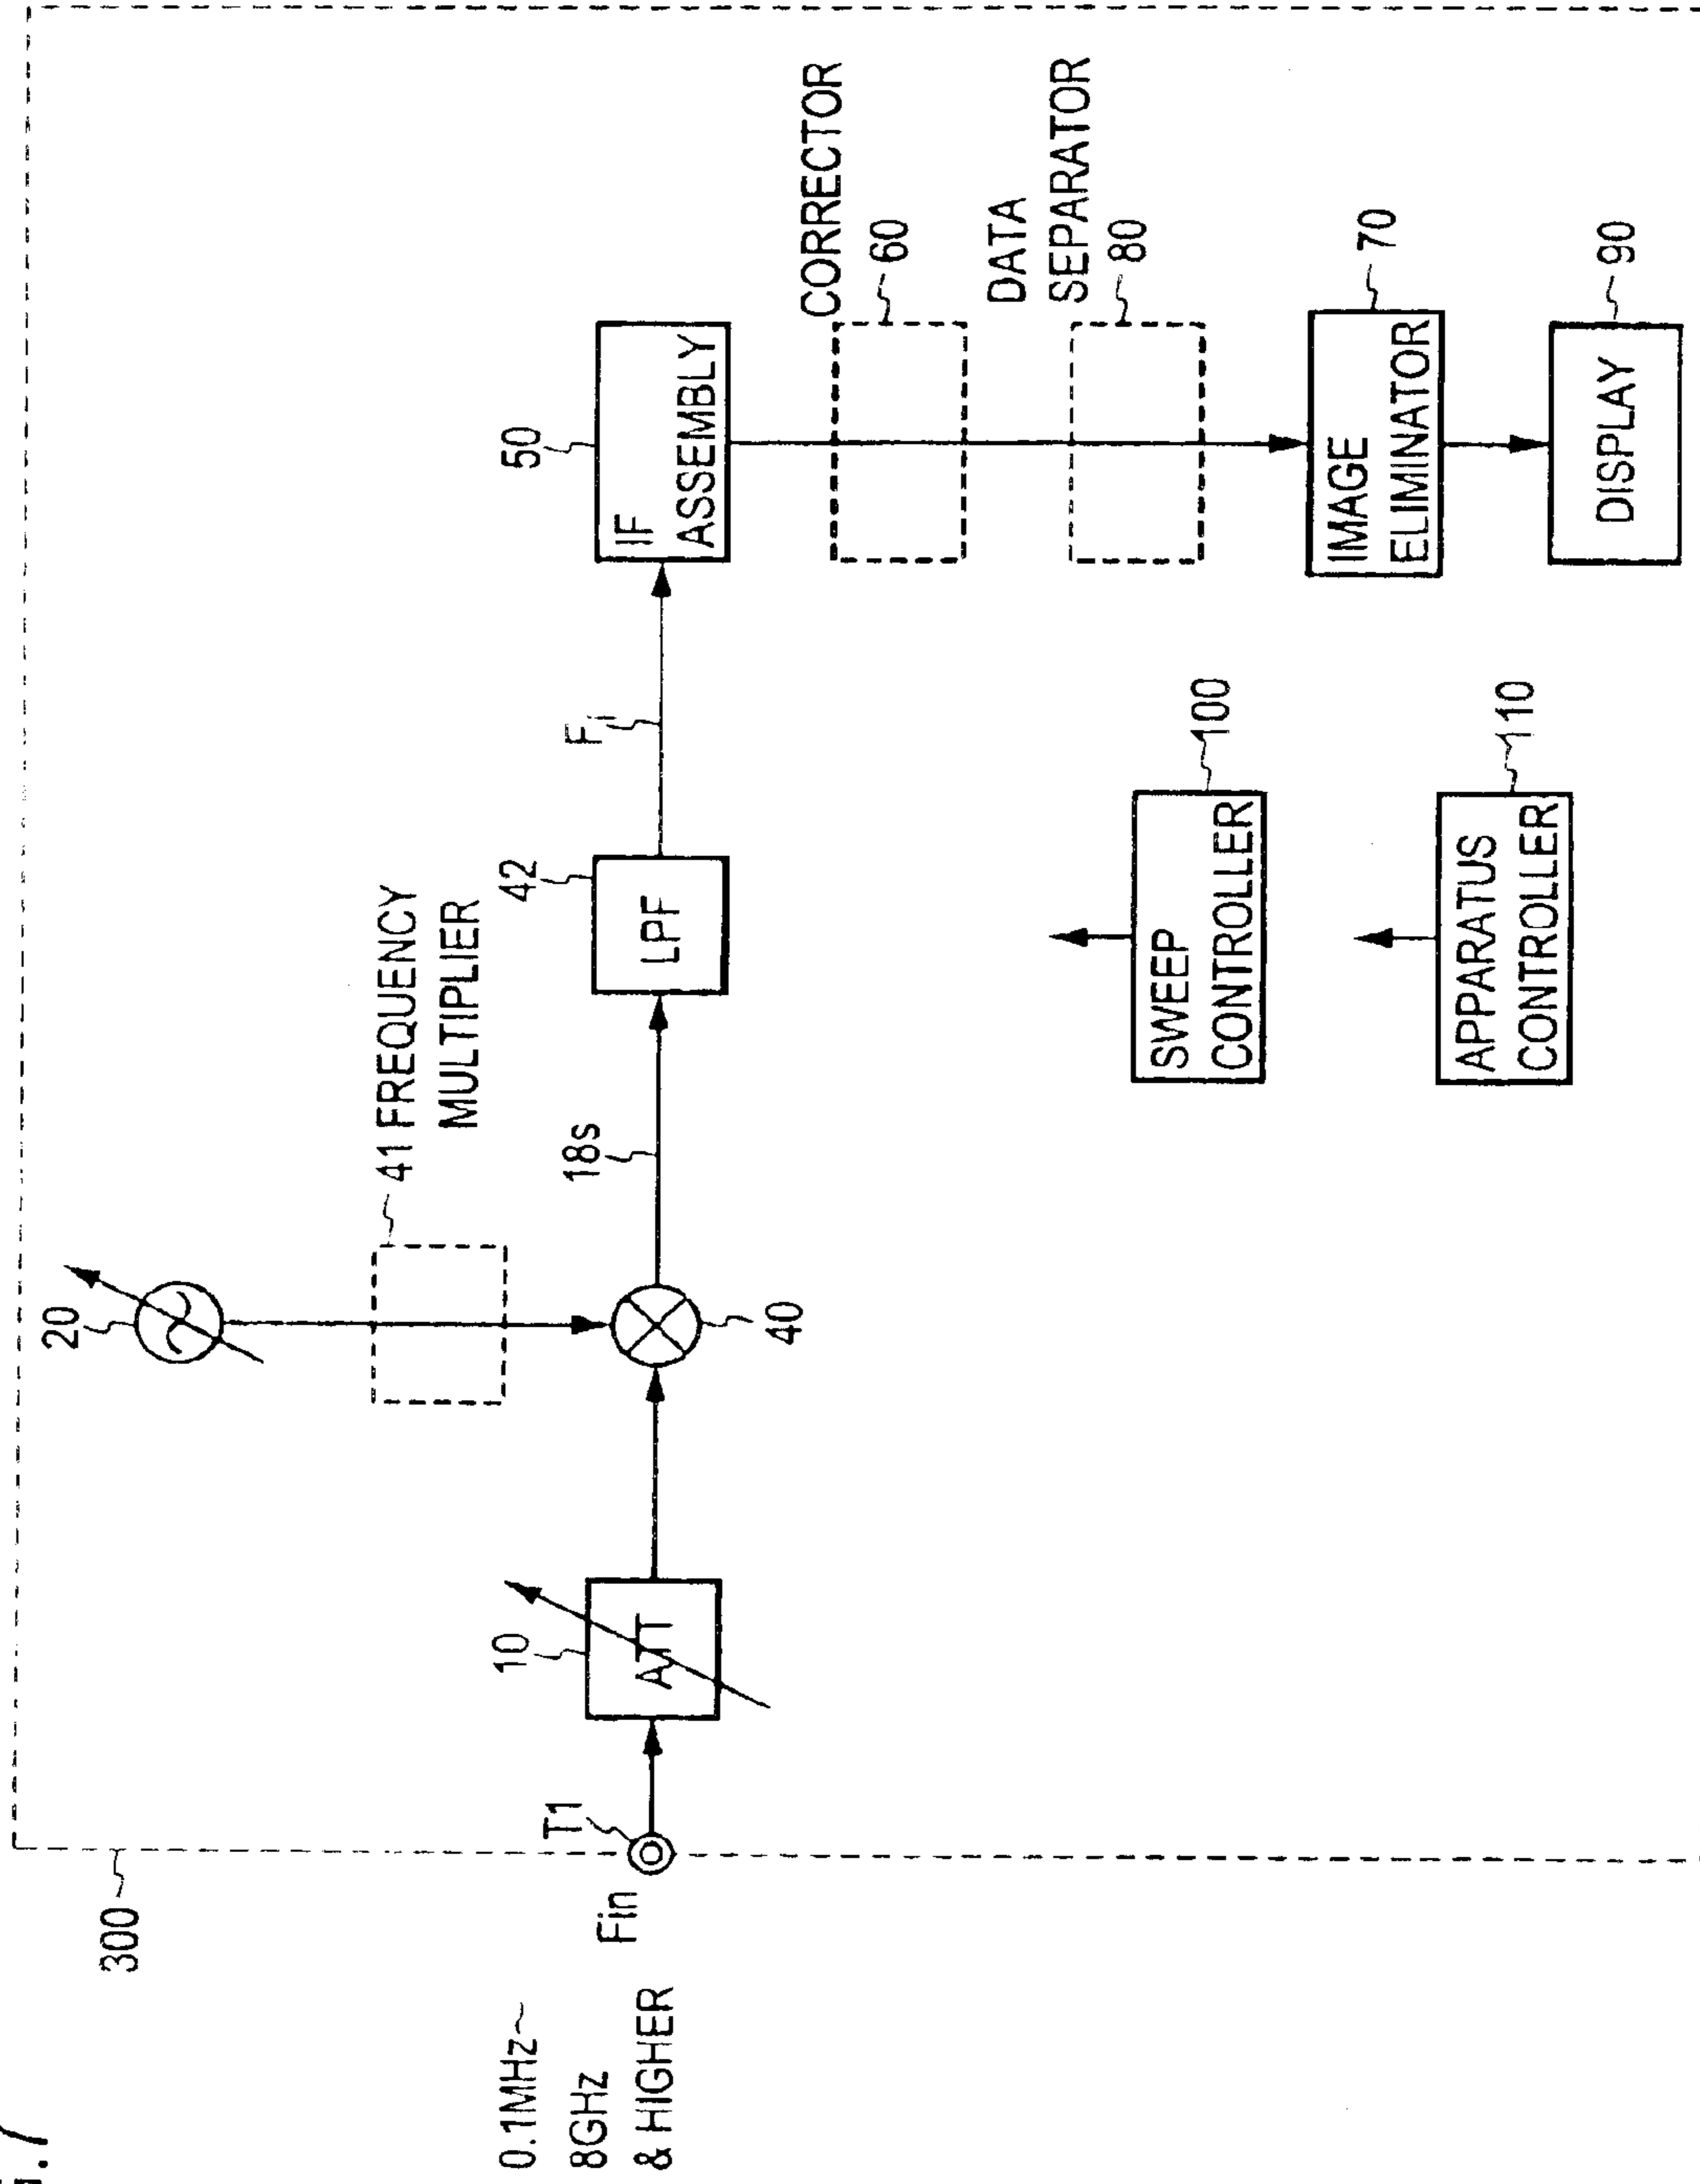 .7
300
0.1MHz~
8GHz
& HIGHER
Fin
T1
10
ATT
20
41 FREQUENCY
MULTIPLIER
40
18s
42
LPF
Fi
50
IF
ASSEMBLY
CORRECTOR
60
DATA
SEPARATOR
80
IMAGE
ELIMINATOR
70
DISPLAY
90
SWEEP
CONTROLLER
100
APPARATUS
CONTROLLER
110